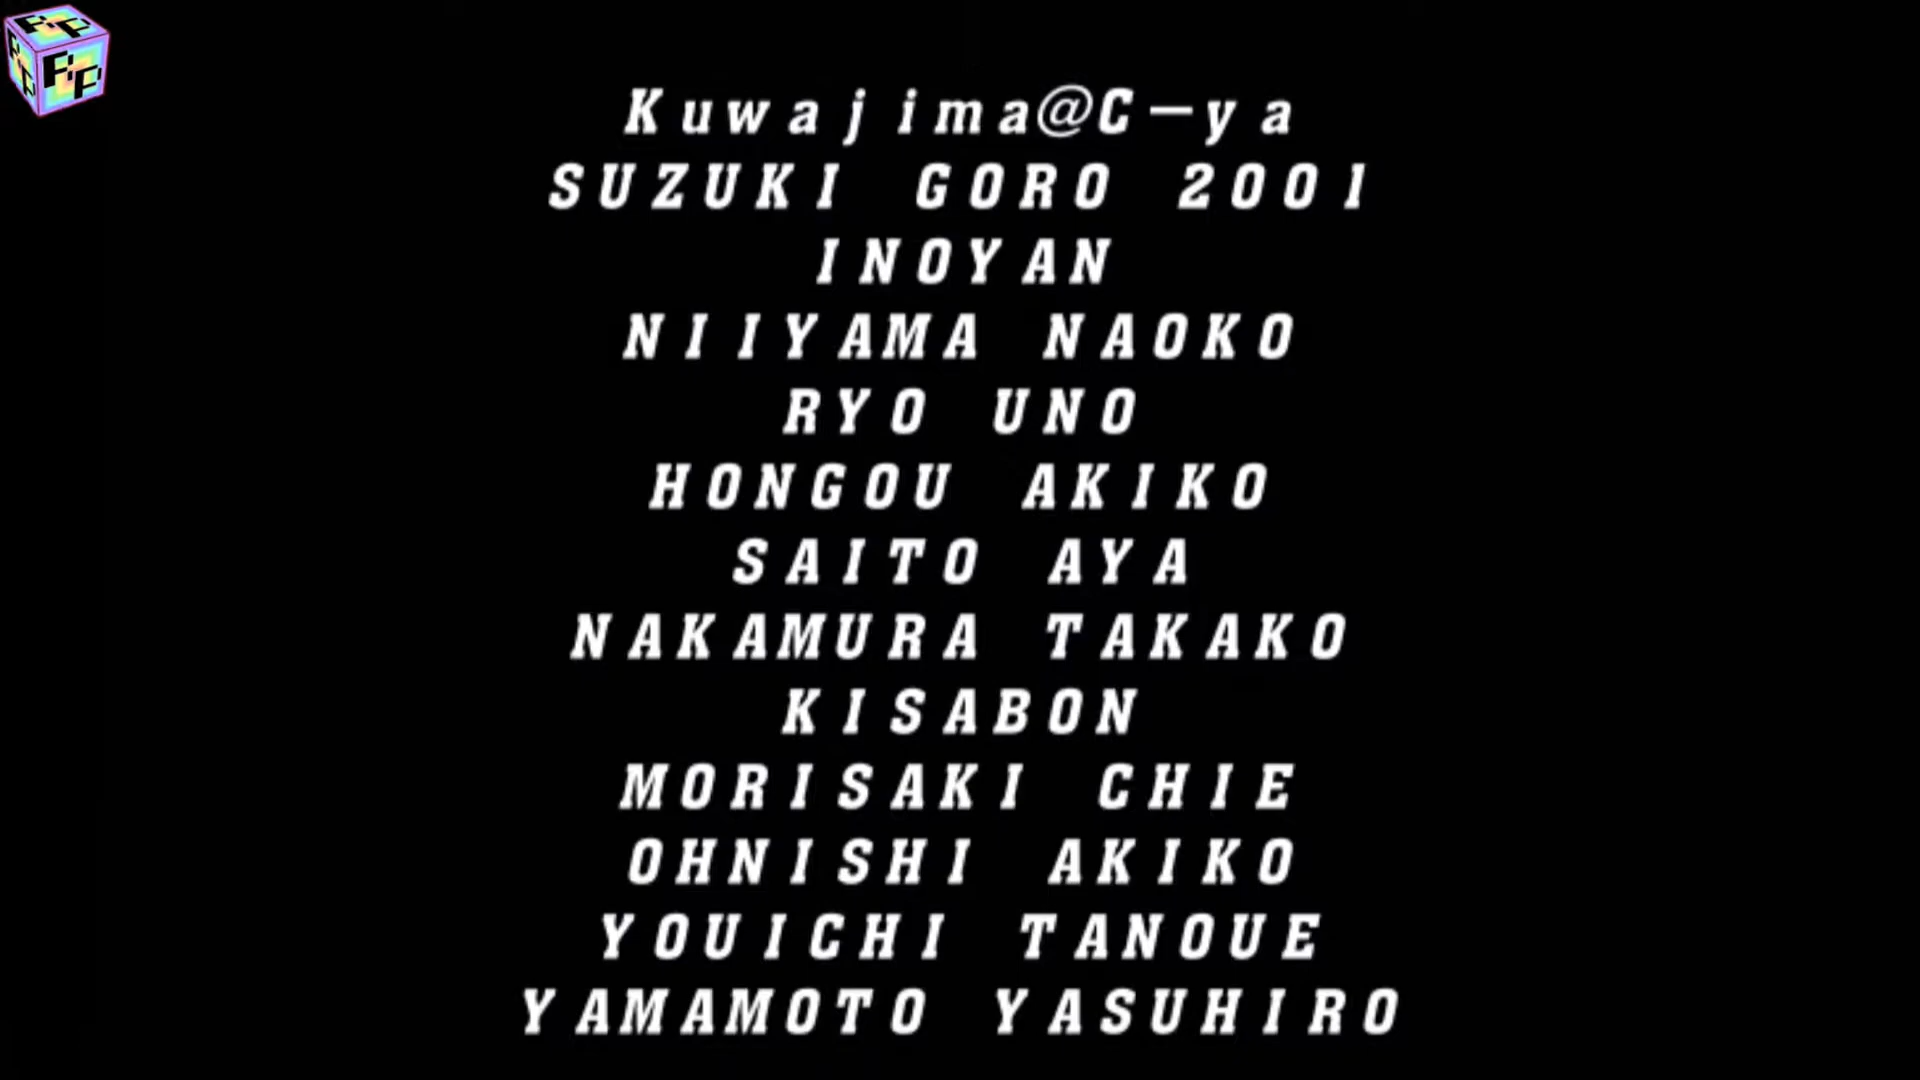 Kuwajima@C－ya
SUZUKI GORO 2001
INOYAN
NIIYAMA NAOKO
RYO UNO
HONGOU AKIKO
SAITO AYA
NAKAMURA TAKAKO
KISABON
MORISAKI CHIE
OHNISHI AKIKO
YOUICHI TANOUE
YAMAMOTO YASUHIRO